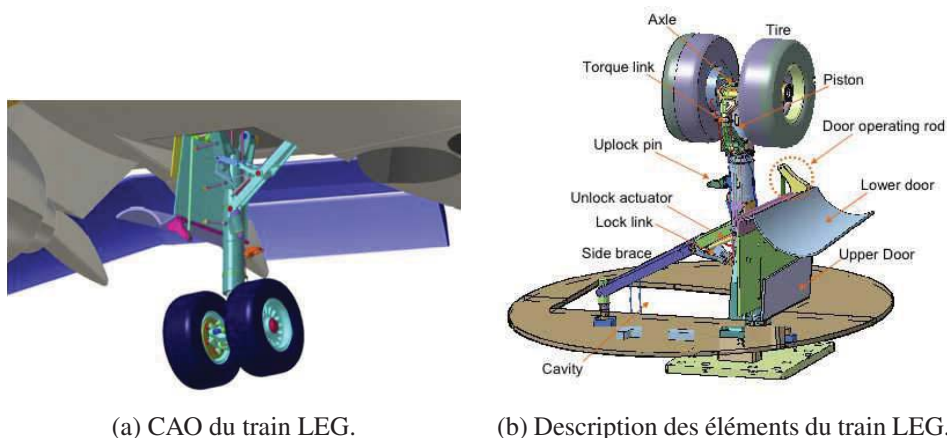 Axle
Tire
Torque link
Piston
Door operating rod
Uplock pin
Lower door
Unlock actuator
Lock link
Side brace
Upper Door
Cavity
(a) CAO du train LEG.
(b) Description des éléments du train LEG.